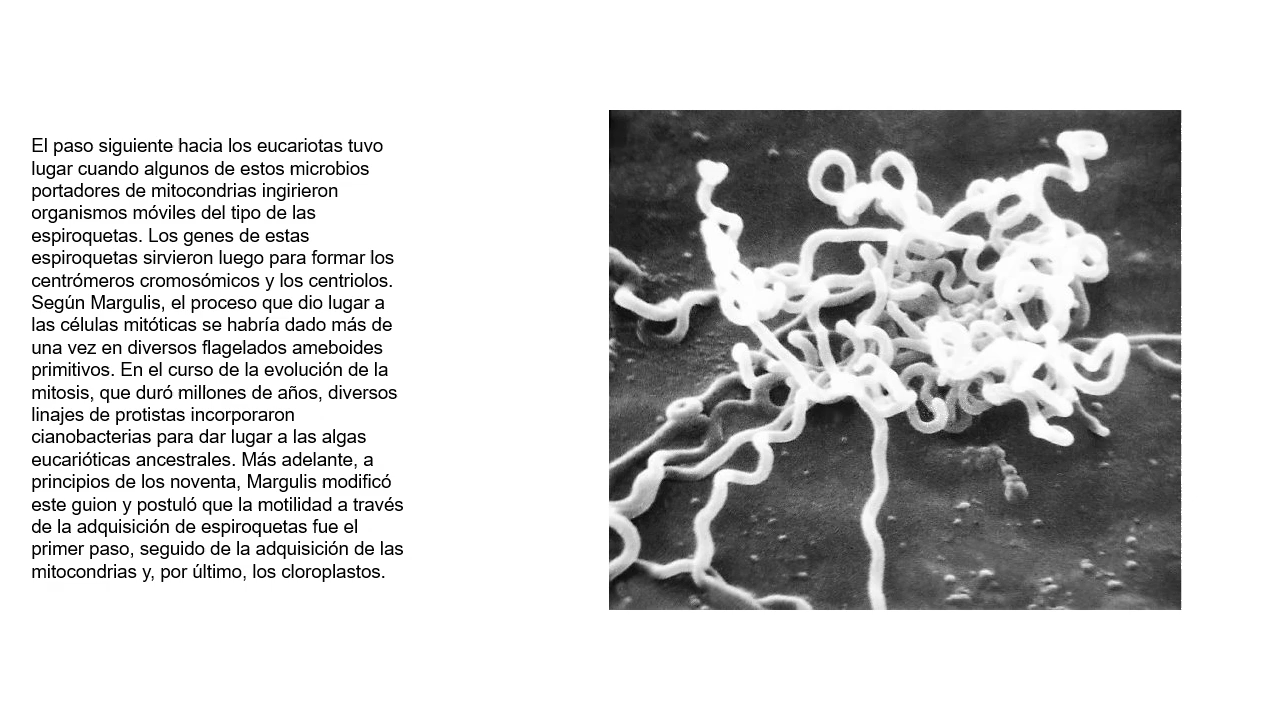 El paso siguiente hacia los eucariotas tuvo
lugar cuando algunos de estos microbios
portadores de mitocondrias ingirieron
organismos móviles del tipo de las
espiroquetas. Los genes de estas
espiroquetas sirvieron luego para formar los
centrómeros cromosómicos y los centriolos.
Según Margulis, el proceso que dio lugar a
las células mitóticas se habría dado más de
una vez en diversos flagelados ameboides
primitivos. En el curso de la evolución de la
mitosis, que duró millones de años, diversos
linajes de protistas incorporaron
cianobacterias para dar lugar a las algas
eucarióticas ancestrales. Más adelante, a
principios de los noventa, Margulis modificó
este guion y postuló que la motilidad a través
de la adquisición de espiroquetas fue el
primer paso, seguido de la adquisición de las
mitocondrias y, por último, los cloroplastos.